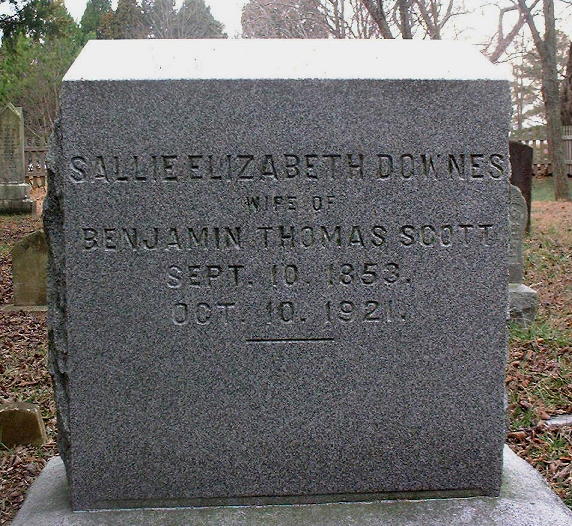 SALLIE ELIZABETH DOWNES
WIFE OF
BENJAMIN THOMAS SCOTT
SEPT. 10. 1853.
OCT. 10. 1921.